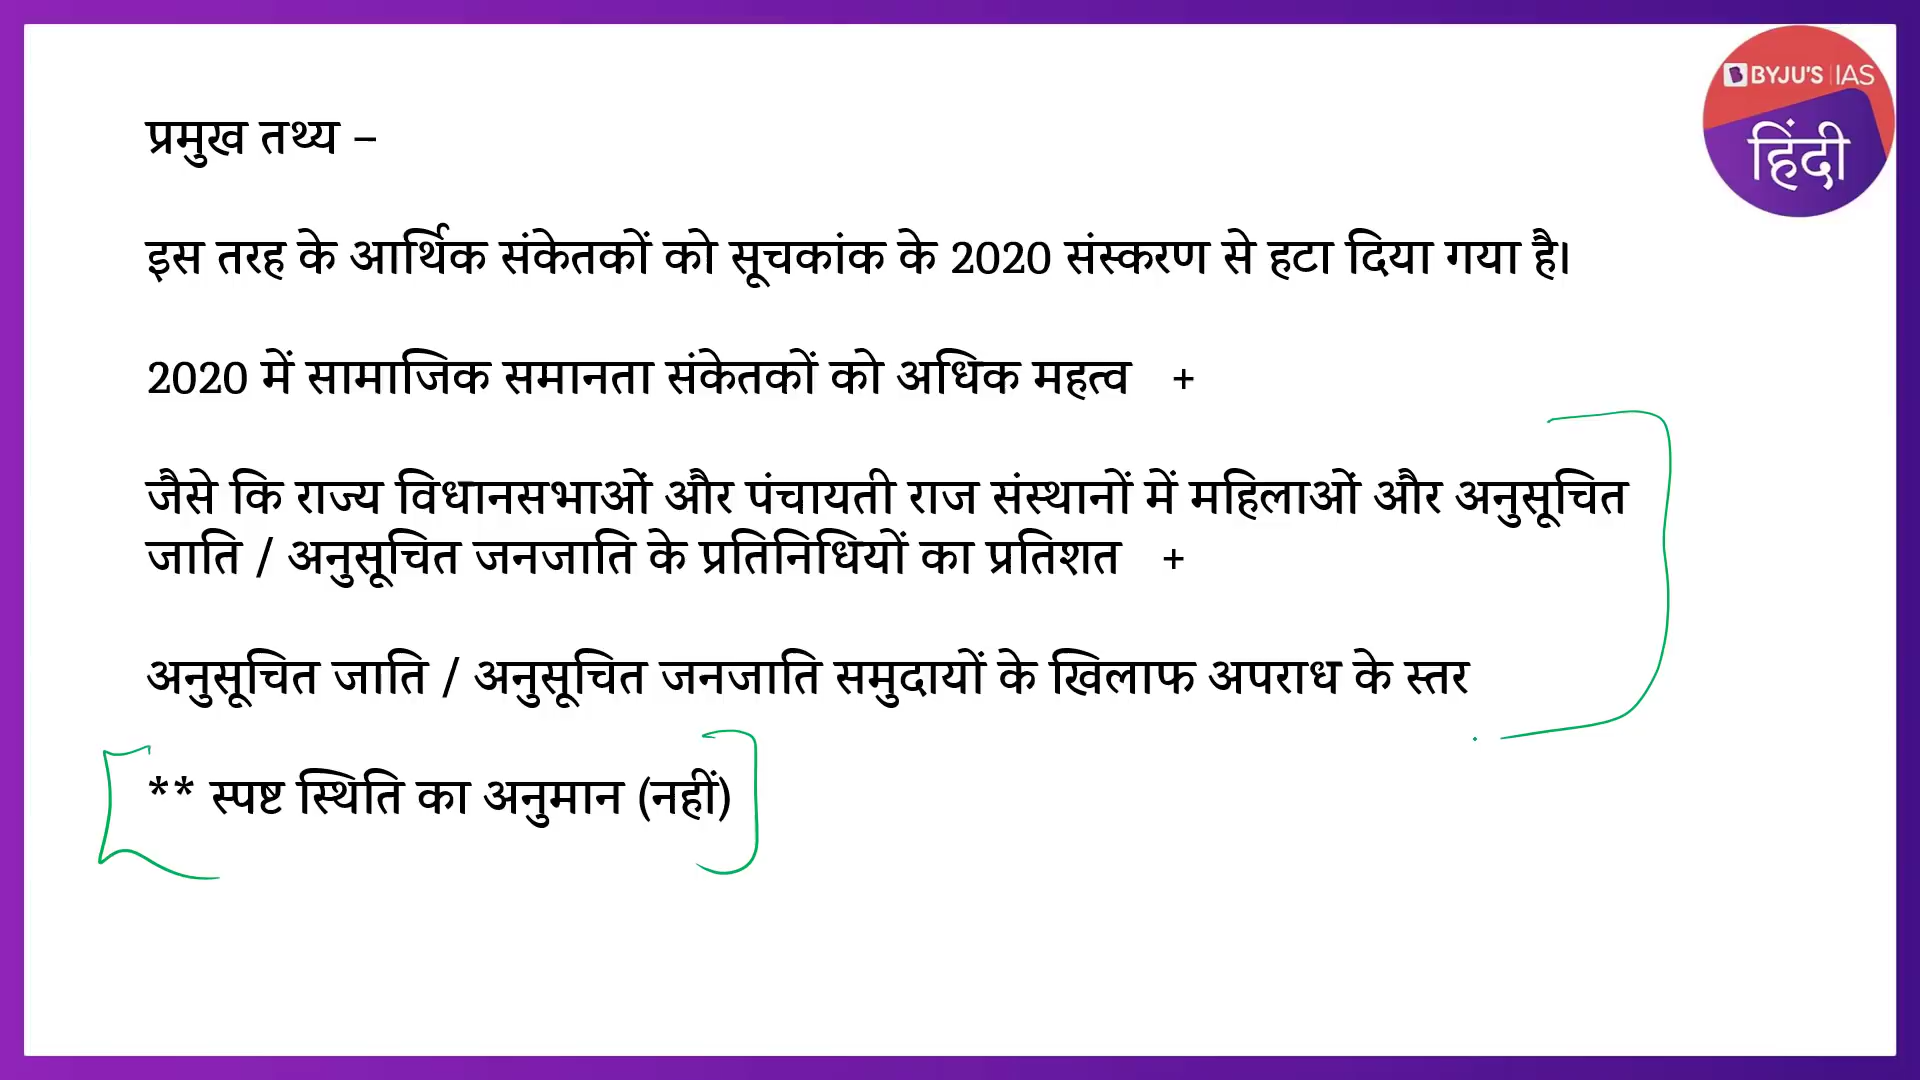 BYJU'S IAS
हिंदी
प्रमुख तथ्य –
इस तरह के आर्थिक संकेतकों को सूचकांक के 2020 संस्करण से हटा दिया गया है।
2020 में सामाजिक समानता संकेतकों को अधिक महत्व +
जैसे कि राज्य विधानसभाओं और पंचायती राज संस्थानों में महिलाओं और अनुसूचित
जाति / अनुसूचित जनजाति के प्रतिनिधियों का प्रतिशत +
अनुसूचित जाति / अनुसूचित जनजाति समुदायों के खिलाफ अपराध के स्तर
** स्पष्ट स्थिति का अनुमान (नहीं)